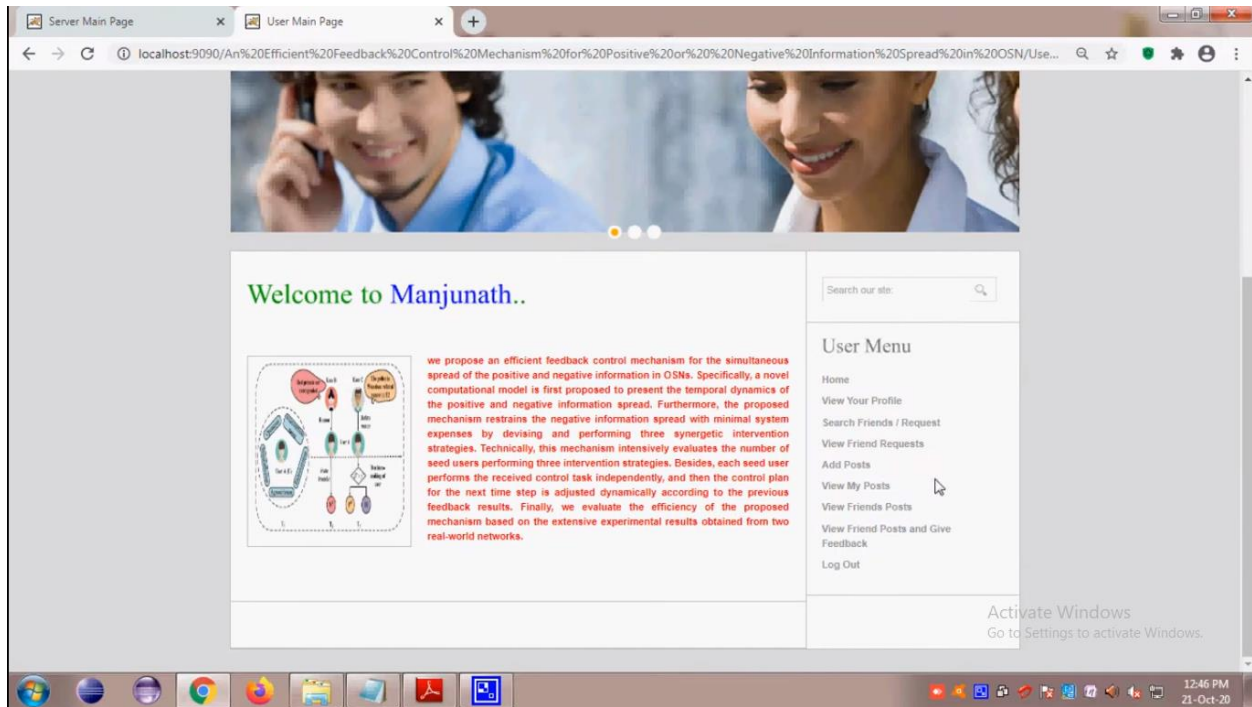 Server Main Page
User Main Page
localhost:9090/An%20Efficient%20Feedback%20Control%20Mechanism%20for%20Positive%20or%20%20Negative%20Information%20Spread%20in%20OSN/Use...
Welcome to Manjunath..
we propose an efficient feedback control mechanism for the simultaneous
spread of the positive and negative information in OSNs. Specifically, a novel
computational model is first proposed to present the temporal dynamics of
the positive and negative information spread. Furthermore, the proposed
mechanism restrains the negative information spread with minimal system
expenses by devising and performing three synergetic intervention
strategies. Technically, this mechanism intensively evaluates the number of
seed users performing three intervention strategies. Besides, each seed user
performs the received control task independently, and then the control plan
for the next time step is adjusted dynamically according to the previous
feedback results. Finally, we evaluate the efficiency of the proposed
mechanism based on the extensive experimental results obtained from two
real-world networks.
Search our ste:
User Menu
Home
View Your Profile
Search Friends / Request
View Friend Requests
Add Posts
View My Posts
View Friends Posts
View Friend Posts and Give
Feedback
Log Out
Activate Windows
Go to Settings to activate Windows.
12:46 PM
21-Oct-20